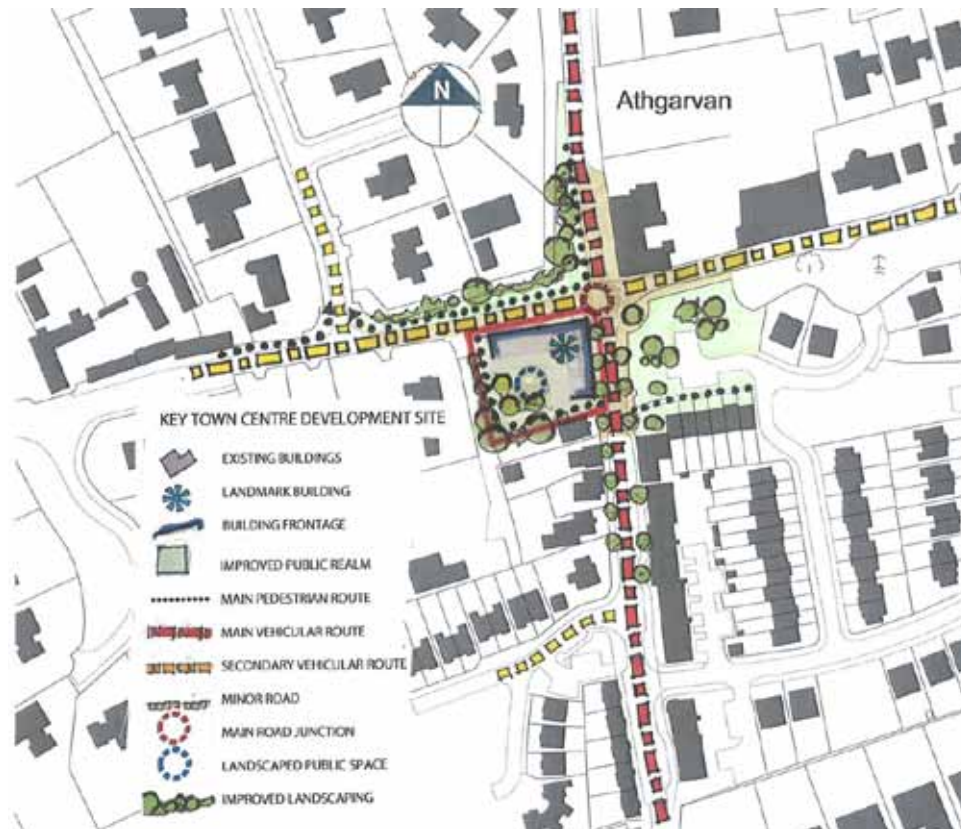 N
Athgarvan
KEY TOWN CENTRE DEVELOPMENT SITE
EXISTING BUILDINGS
LANDMARK BUILDING
BUILDING FRONTAGE
IMPROVED PUBLIC REALM
MAIN PEDESTRIAN ROUTE
MAIN VEHICULAR ROUTE
SECONDARY VEHICULAR ROUTE
MINOR ROAD
MAIN ROAD JUNCTION
LANDSCAPED PUBLIC SPACE
IMPROVED LANDSCAPING